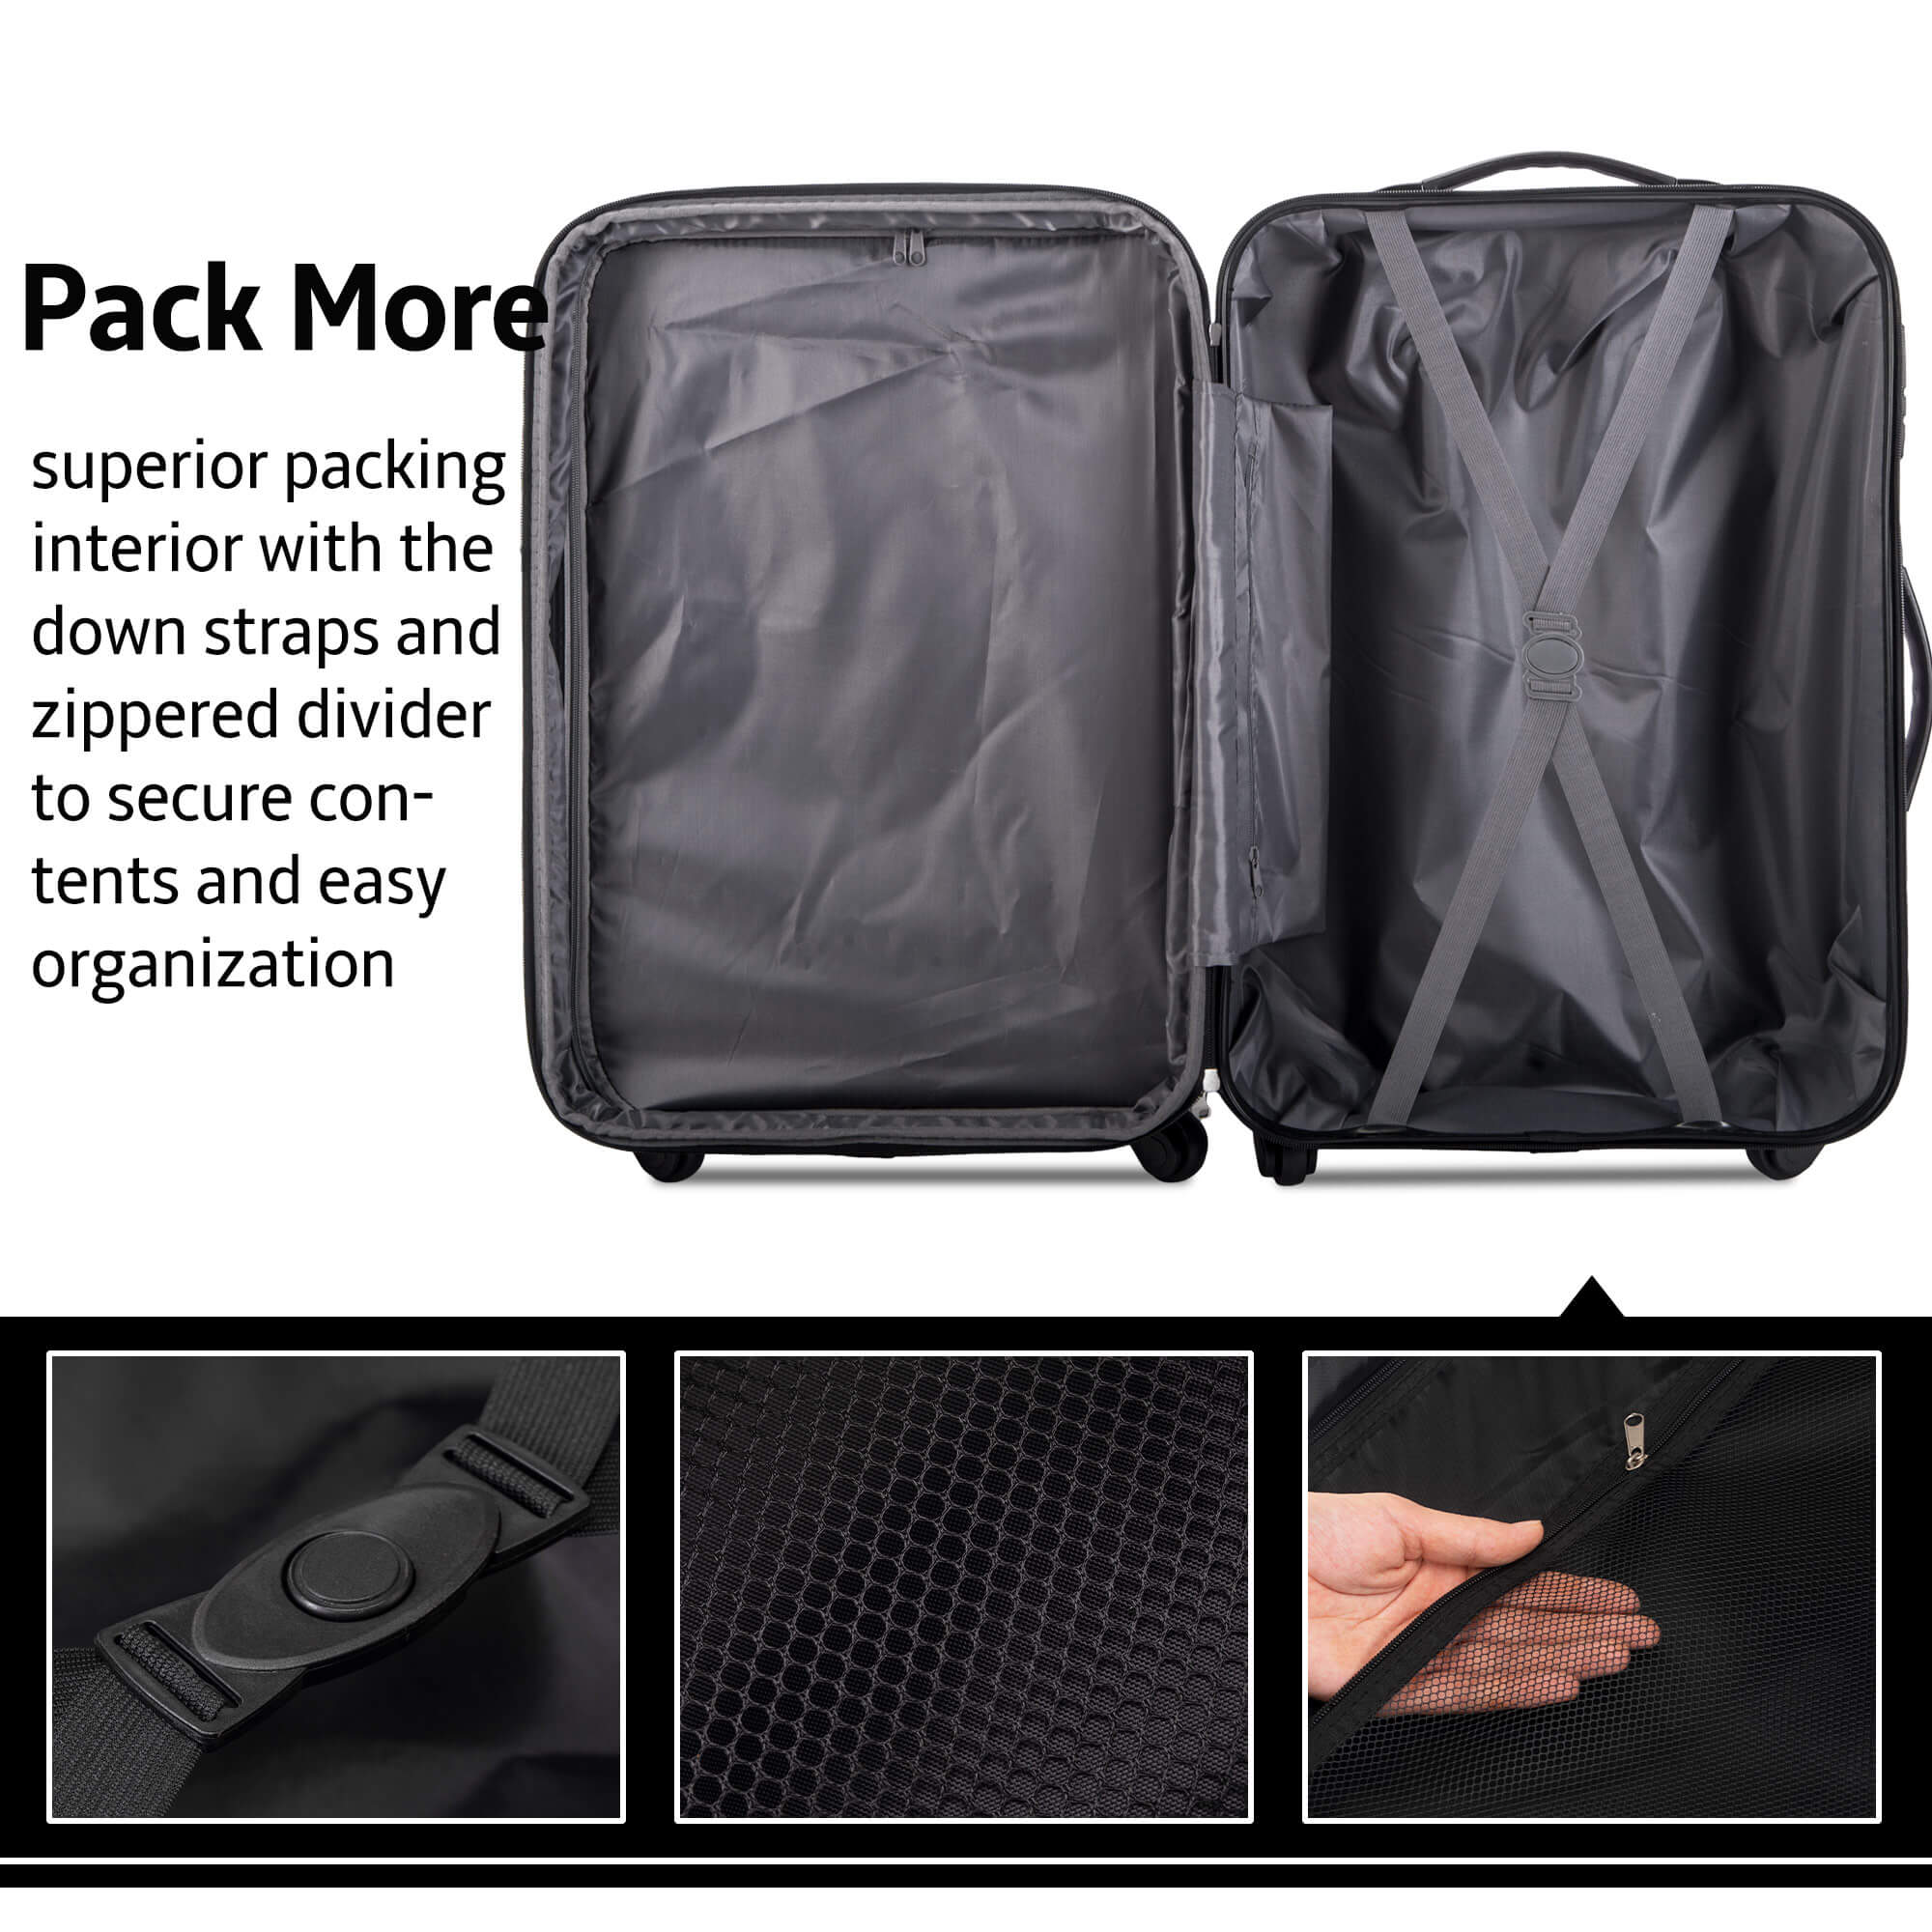 Pack More
superior packing
interior with the
down straps and
zippered divider
to secure con-
tents and easy
organization